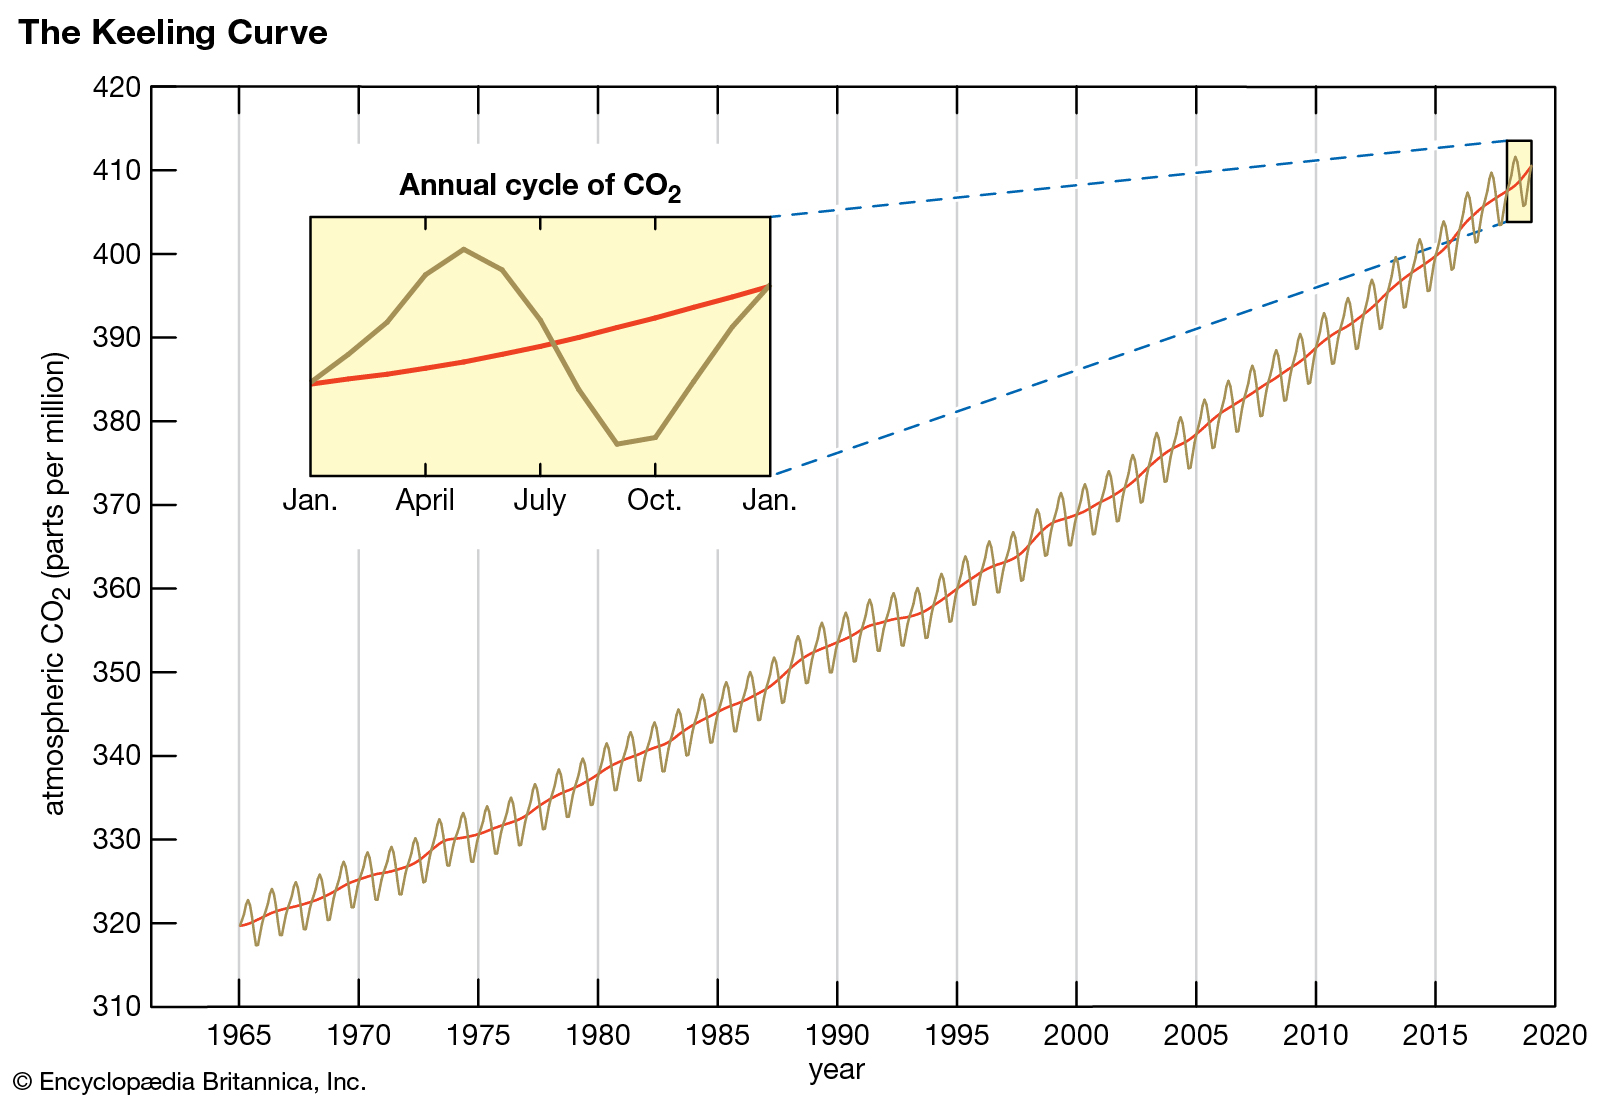 The Keeling Curve
420
410
400
390
380
370
360
350
340
330
320
310
atmospheric CO₂ (parts per million)
Annual cycle of CO₂
Jan. April July Oct. Jan.
1965 1970 1975 1980 1985 1990 1995 2000 2005 2010 2015 2020
year
© Encyclopædia Britannica, Inc.